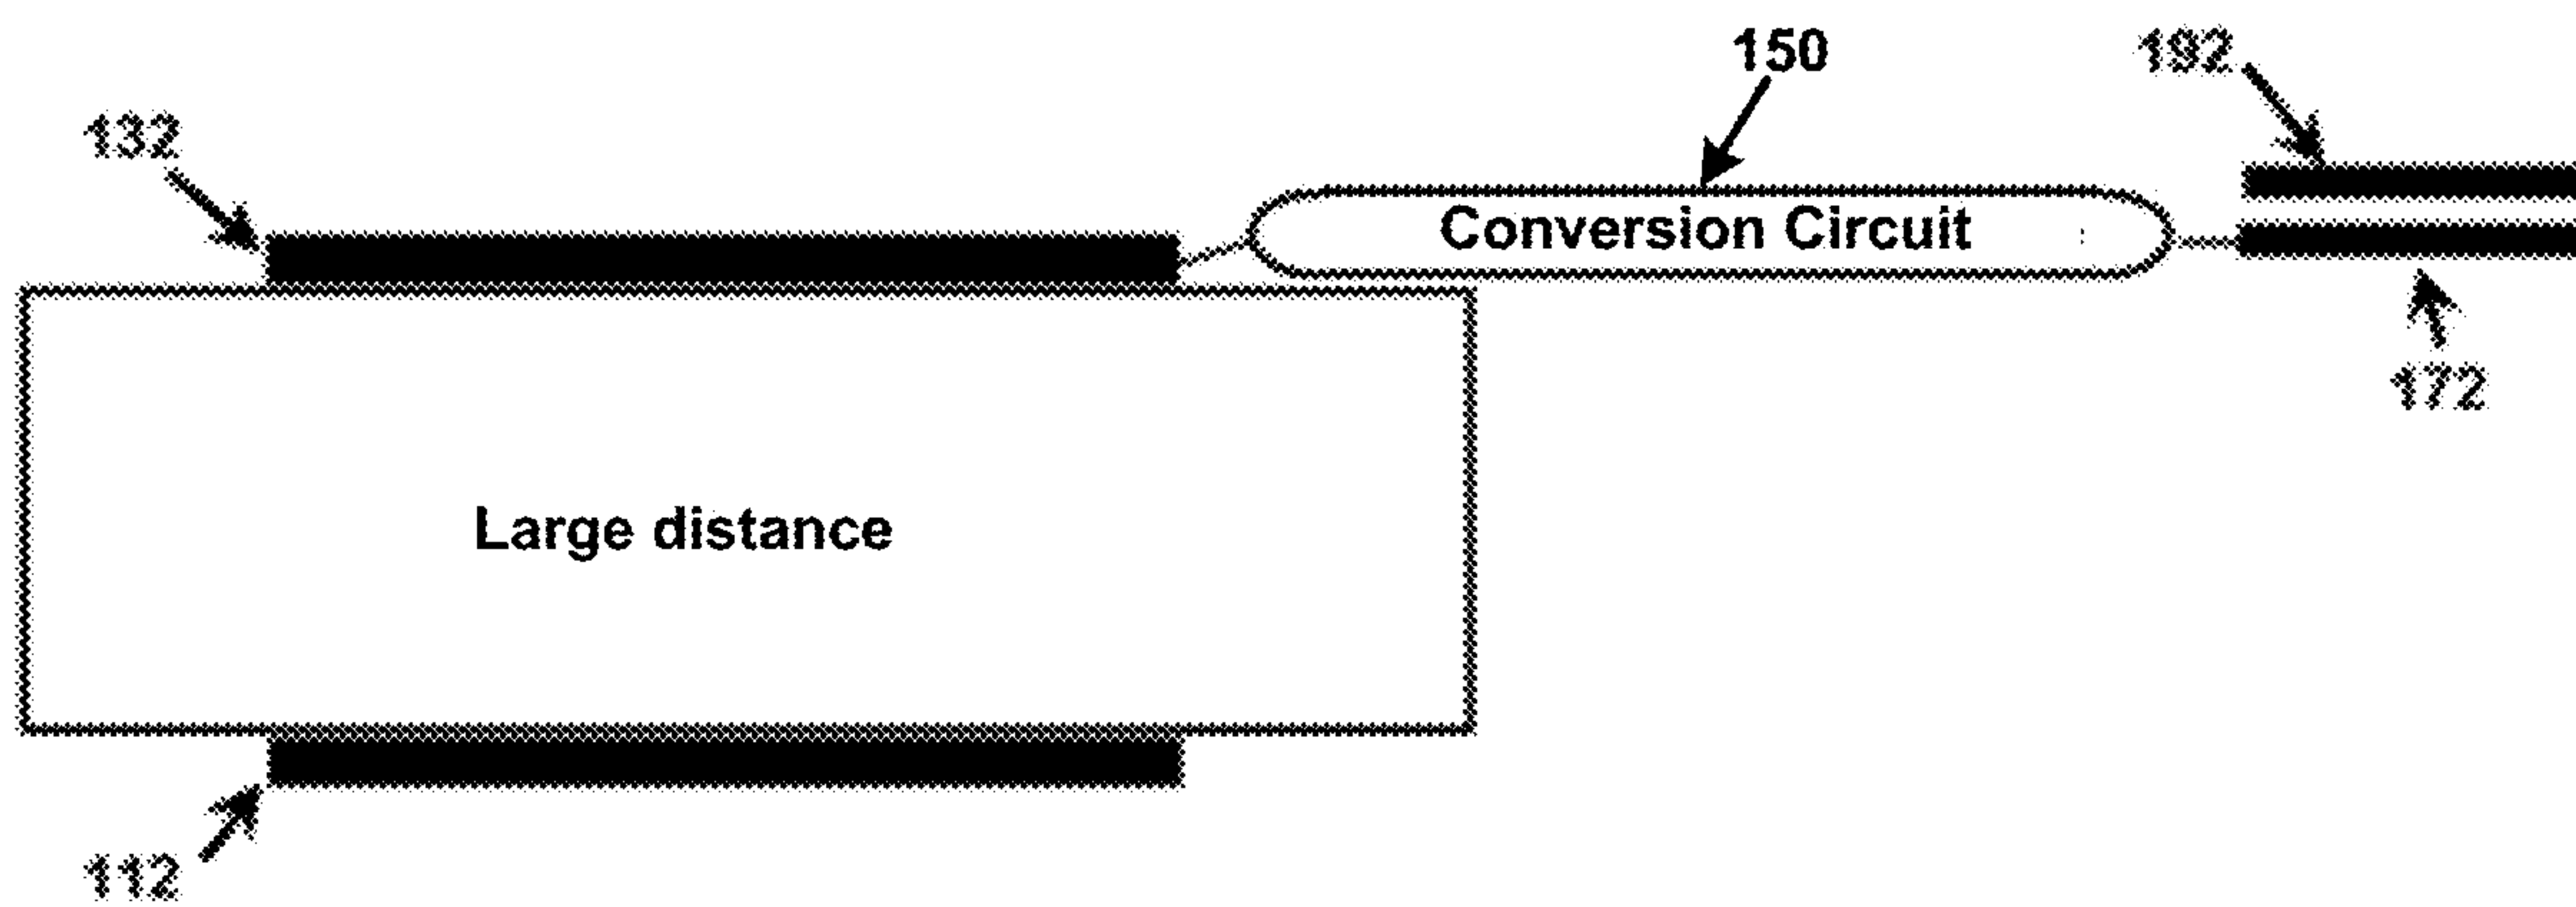 150
192
132
Conversion Circuit
172
Large distance
112